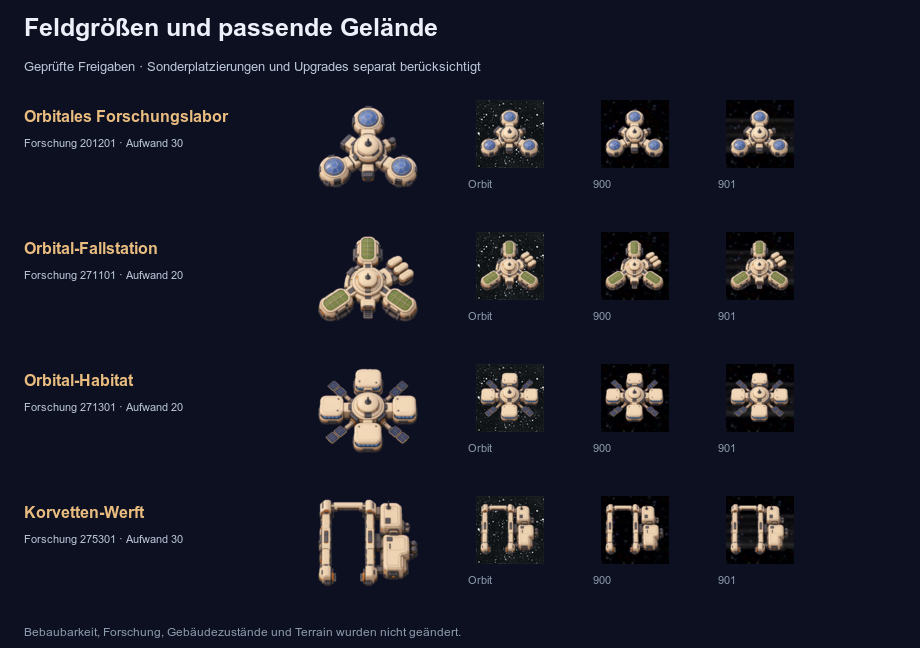 Feldgrößen und passende Gelände
Geprüfte Freigaben · Sonderplatzierungen und Upgrades separat berücksichtigt
Orbitales Forschungslabor
Forschung 201201 · Aufwand 30
Orbit
900
901
Orbital-Fallstation
Forschung 271101 · Aufwand 20
Orbit
900
901
Orbital-Habitat
Forschung 271301 · Aufwand 20
Orbit
900
901
Korvetten-Werft
Forschung 275301 · Aufwand 30
Orbit
900
901
Bebaubarkeit, Forschung, Gebäudezustände und Terrain wurden nicht geändert.